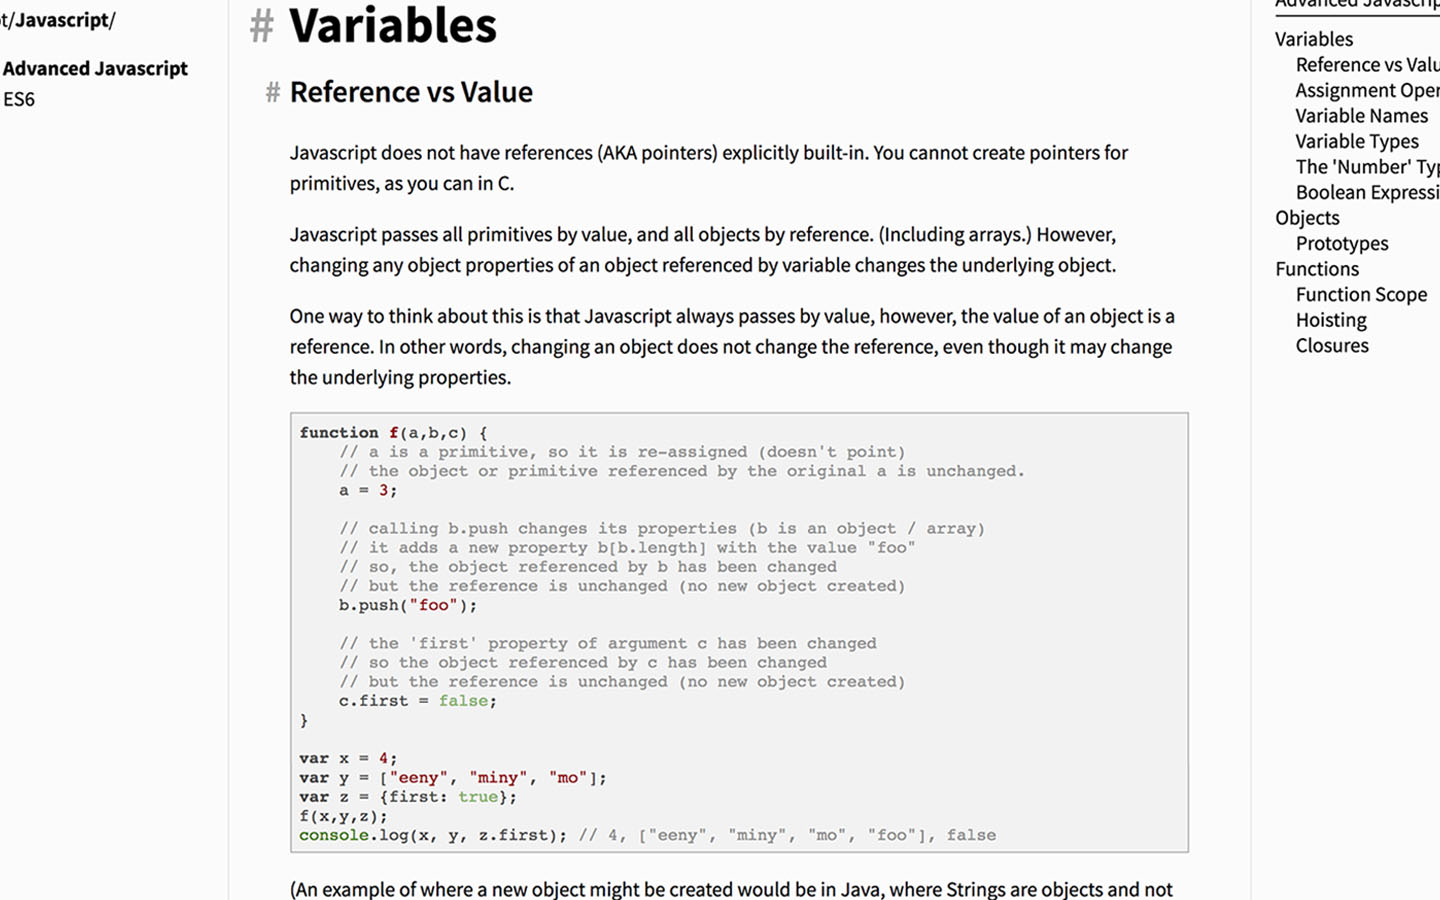 t/Javascript/
Advanced Javascript
ES6
# Variables
# Reference vs Value
Javascript does not have references (AKA pointers) explicitly built-in. You cannot create pointers for
primitives, as you can in C.
Javascript passes all primitives by value, and all objects by reference. (Including arrays.) However,
changing any object properties of an object referenced by variable changes the underlying object.
One way to think about this is that Javascript always passes by value, however, the value of an object is a
reference. In other words, changing an object does not change the reference, even though it may change
the underlying properties.
function f(a,b,c) {
    // a is a primitive, so it is re-assigned (doesn't point)
    // the object or primitive referenced by the original a is unchanged.
    a = 3;
    // calling b.push changes its properties (b is an object / array)
    // it adds a new property b[b.length] with the value "foo"
    // so, the object referenced by b has been changed
    // but the reference is unchanged (no new object created)
    b.push("foo");
    // the 'first' property of argument c has been changed
    // so the object referenced by c has been changed
    // but the reference is unchanged (no new object created)
    c.first = false;
}
var x = 4;
var y = ["eeny", "miny", "mo"];
var z = {first: true};
f(x,y,z);
console.log(x, y, z.first); // 4, ["eeny", "miny", "mo", "foo"], false
(An example of where a new object might be created would be in Java, where Strings are objects and not
Advanced Javascrip
Variables
Reference vs Valu
Assignment Oper
Variable Names
Variable Types
The 'Number' Typ
Boolean Expressi
Objects
Prototypes
Functions
Function Scope
Hoisting
Closures